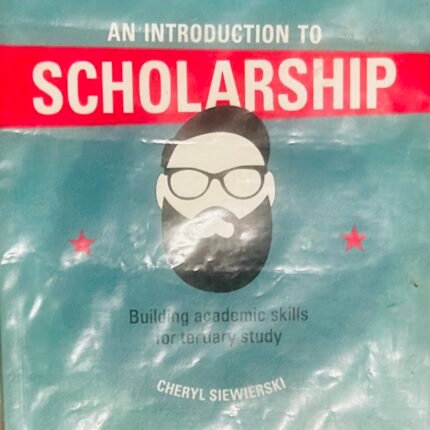 AN INTRODUCTION TO
SCHOLARSHIP
Building academic skills
for tertiary study
CHERYL SIEWIERSKI